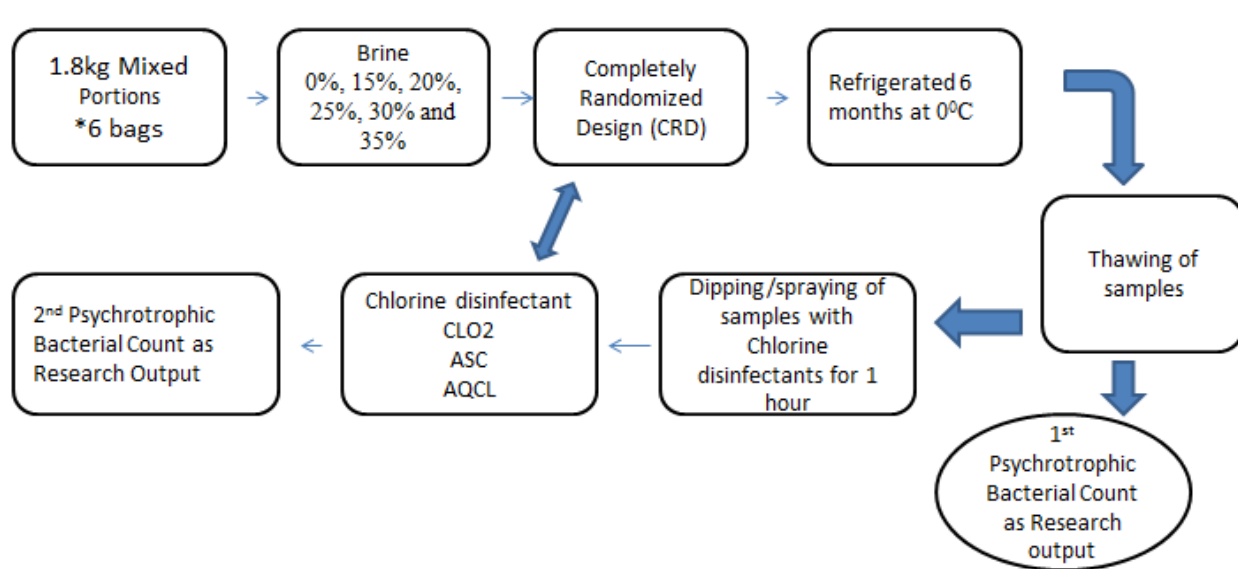 1.8kg Mixed
Portions
*6 bags
Brine
0%, 15%, 20%,
25%, 30% and
35%
Completely
Randomized
Design (CRD)
Refrigerated 6
months at 0⁰C
Thawing of
samples
1st
Psychrotrophic
Bacterial Count
as Research
output
Dipping/spraying of
samples with
Chlorine
disinfectants for 1
hour
Chlorine disinfectant
CLO2
ASC
AQCL
2nd Psychrotrophic
Bacterial Count as
Research Output